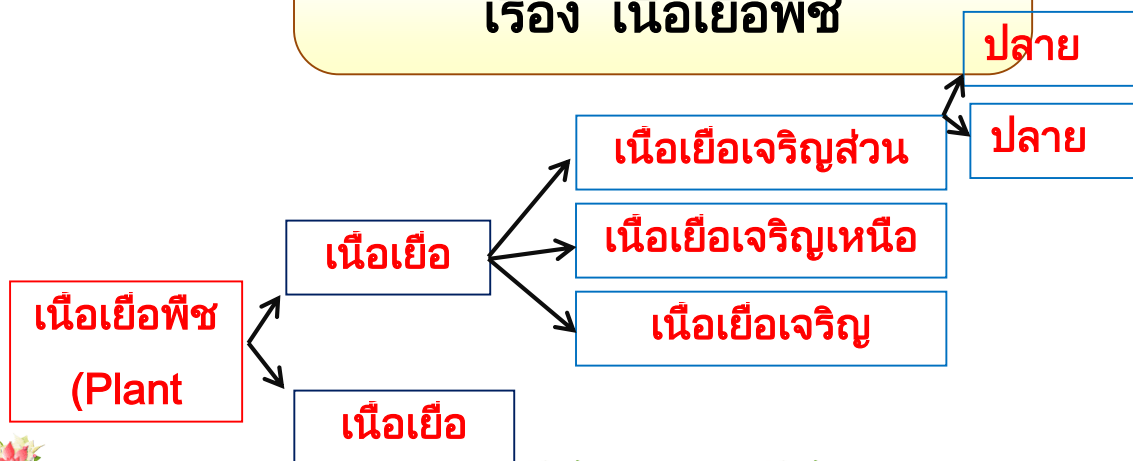 เรื่อง เนื้อเยื่อพืช
ปลาย
ปลาย
เนื้อเยื่อเจริญส่วน
เนื้อเยื่อเจริญเหนือ
เนื้อเยื่อ
เนื้อเยื่อเจริญ
เนื้อเยื่อพืช
(Plant
เนื้อเยื่อ